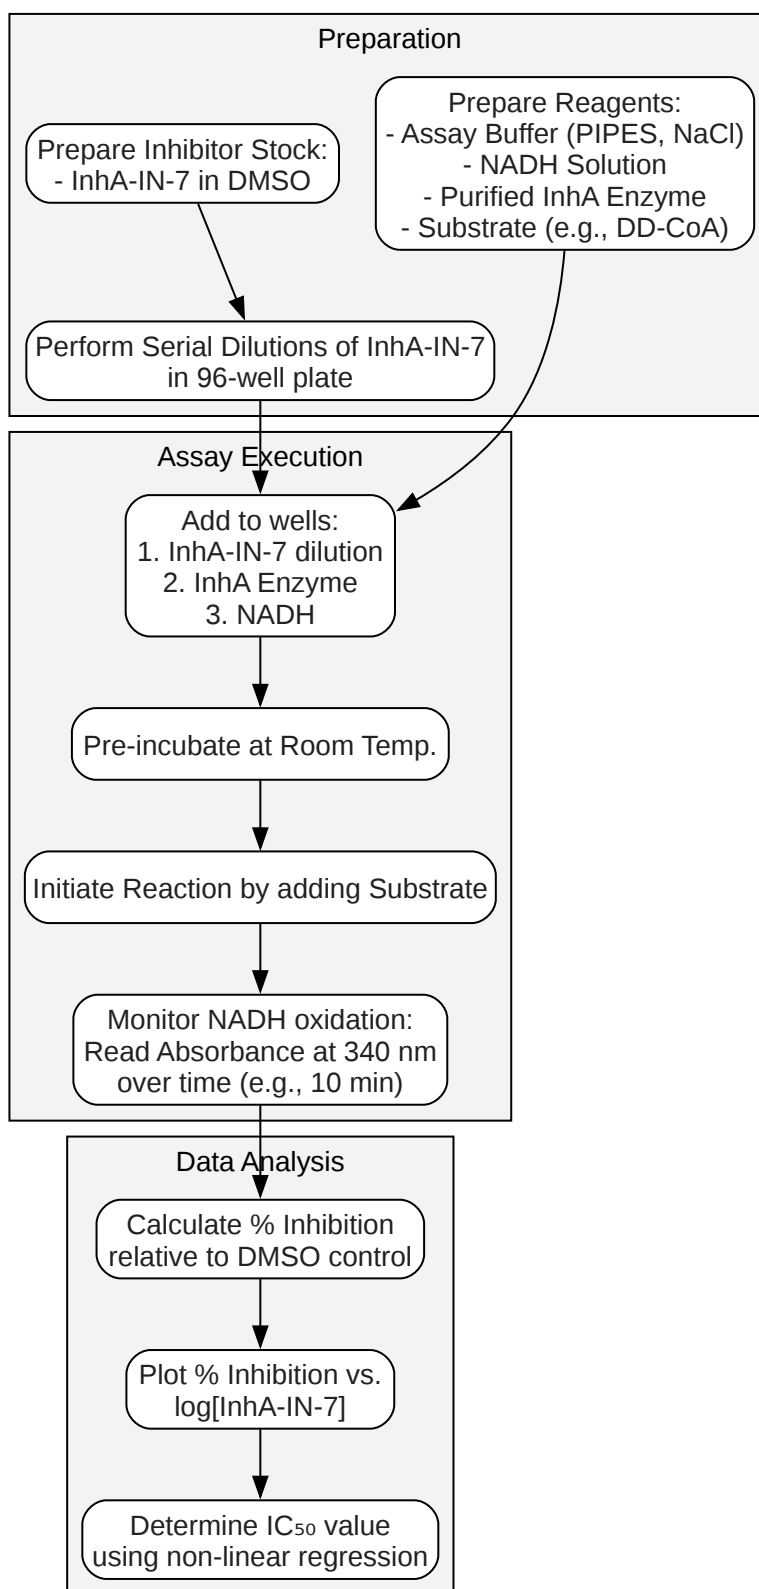 Preparation
Prepare Inhibitor Stock:
- InhA-IN-7 in DMSO
Prepare Reagents:
- Assay Buffer (PIPES, NaCl)
- NADH Solution
- Purified InhA Enzyme
- Substrate (e.g., DD-CoA)
Perform Serial Dilutions of InhA-IN-7
in 96-well plate
Assay Execution
Add to wells:
1. InhA-IN-7 dilution
2. InhA Enzyme
3. NADH
Pre-incubate at Room Temp.
Initiate Reaction by adding Substrate
Monitor NADH oxidation:
Read Absorbance at 340 nm
over time (e.g., 10 min)
Data Analysis
Calculate % Inhibition
relative to DMSO control
Plot % Inhibition vs.
log[InhA-IN-7]
Determine IC₅₀ value
using non-linear regression